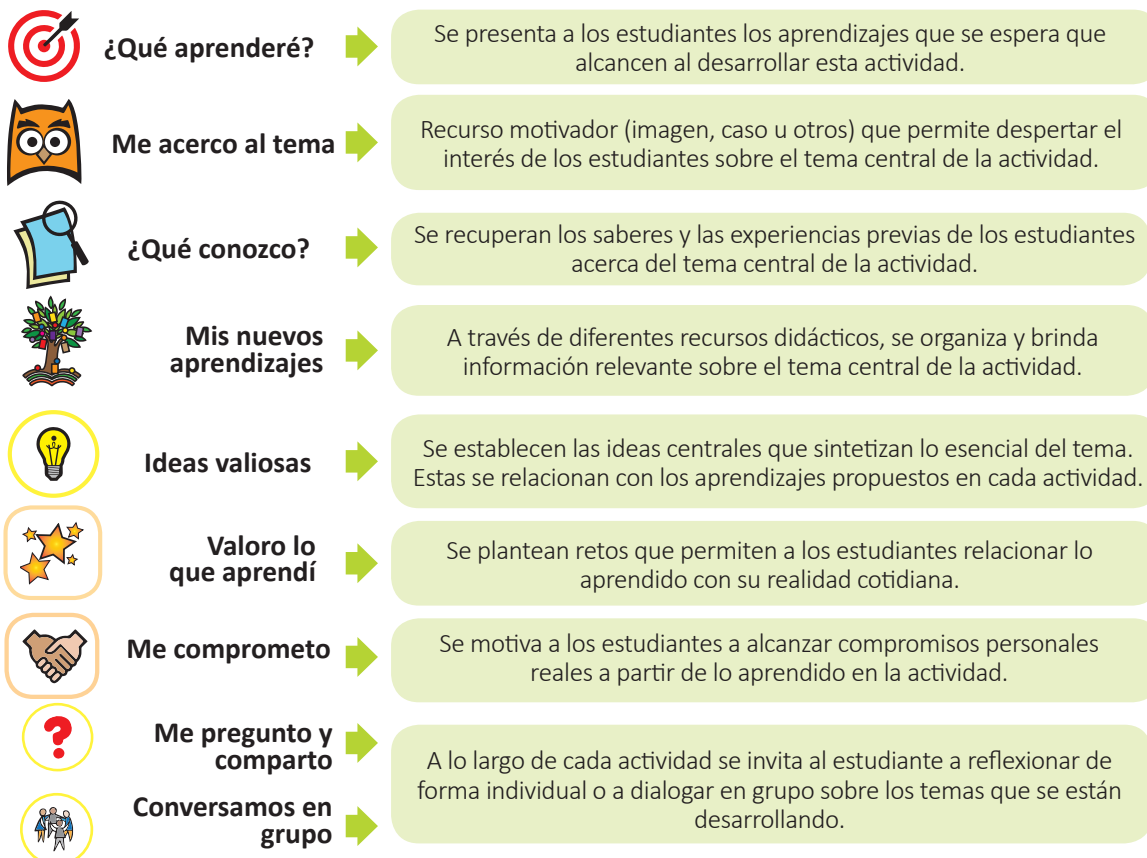 ¿Qué aprenderé?
Se presenta a los estudiantes los aprendizajes que se espera que
alcancen al desarrollar esta actividad.
Me acerco al tema
Recurso motivador (imagen, caso u otros) que permite despertar el
interés de los estudiantes sobre el tema central de la actividad.
¿Qué conozco?
Se recuperan los saberes y las experiencias previas de los estudiantes
acerca del tema central de la actividad.
Mis nuevos
aprendizajes
A través de diferentes recursos didácticos, se organiza y brinda
información relevante sobre el tema central de la actividad.
Ideas valiosas
Se establecen las ideas centrales que sintetizan lo esencial del tema.
Estas se relacionan con los aprendizajes propuestos en cada actividad.
Valoro lo
que aprendí
Se plantean retos que permiten a los estudiantes relacionar lo
aprendido con su realidad cotidiana.
Me comprometo
Se motiva a los estudiantes a alcanzar compromisos personales
reales a partir de lo aprendido en la actividad.
Me pregunto y
comparto
Conversamos en
grupo
A lo largo de cada actividad se invita al estudiante a reflexionar de
forma individual o a dialogar en grupo sobre los temas que se están
desarrollando.
?